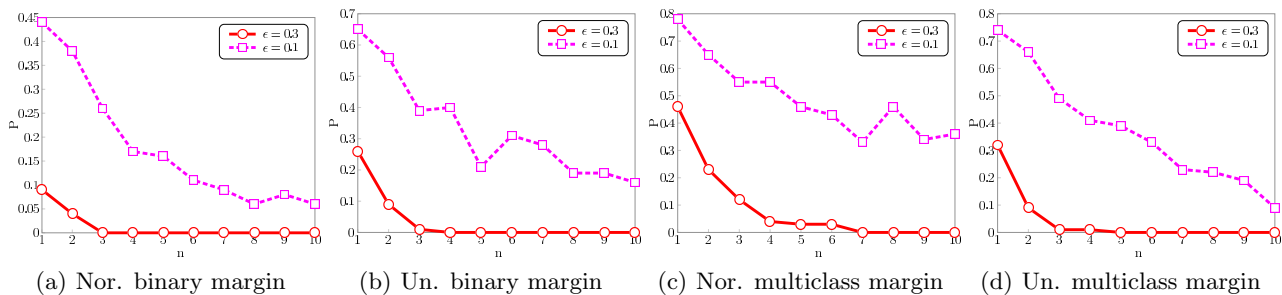 0.45
0.4
0.35
0.3
0.25
0.2
0.15
0.1
0.05
0
P
1 2 3 4 5 6 7 8 9 10
n
ϵ = 0.3
ϵ = 0.1
(a) Nor. binary margin
0.7
0.6
0.5
0.4
0.3
0.2
0.1
0
P
1 2 3 4 5 6 7 8 9 10
n
ϵ = 0.3
ϵ = 0.1
(b) Un. binary margin
0.8
0.7
0.6
0.5
0.4
0.3
0.2
0.1
0
P
1 2 3 4 5 6 7 8 9 10
n
ϵ = 0.3
ϵ = 0.1
(c) Nor. multiclass margin
0.8
0.7
0.6
0.5
0.4
0.3
0.2
0.1
0
P
1 2 3 4 5 6 7 8 9 10
n
ϵ = 0.3
ϵ = 0.1
(d) Un. multiclass margin